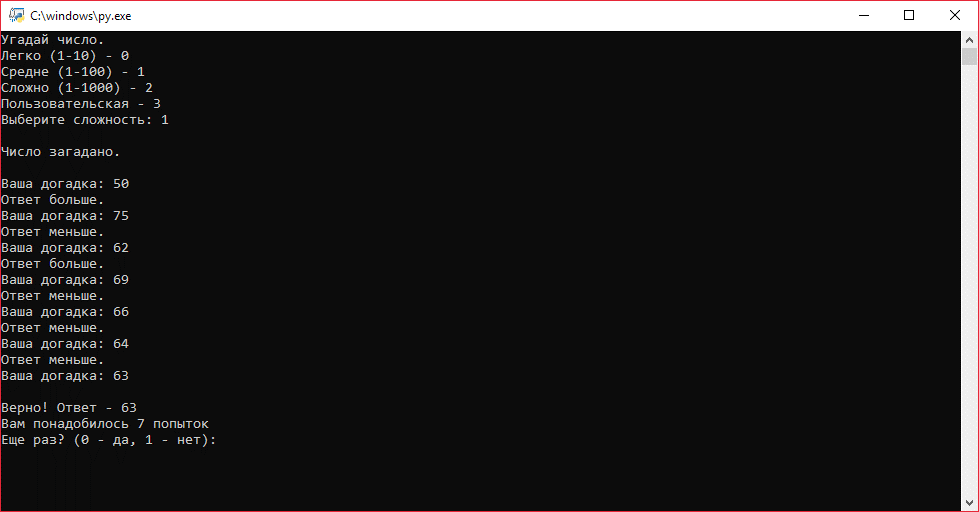 C:\windows\py.exe
Угадай число.
Легко (1-10) - 0
Средне (1-100) - 1
Сложно (1-1000) - 2
Пользовательская - 3
Выберите сложность: 1
Число загадано.
Ваша догадка: 50
Ответ больше.
Ваша догадка: 75
Ответ меньше.
Ваша догадка: 62
Ответ больше.
Ваша догадка: 69
Ответ меньше.
Ваша догадка: 66
Ответ меньше.
Ваша догадка: 64
Ответ меньше.
Ваша догадка: 63
Верно! Ответ - 63
Вам понадобилось 7 попыток
Еще раз? (0 - да, 1 - нет):